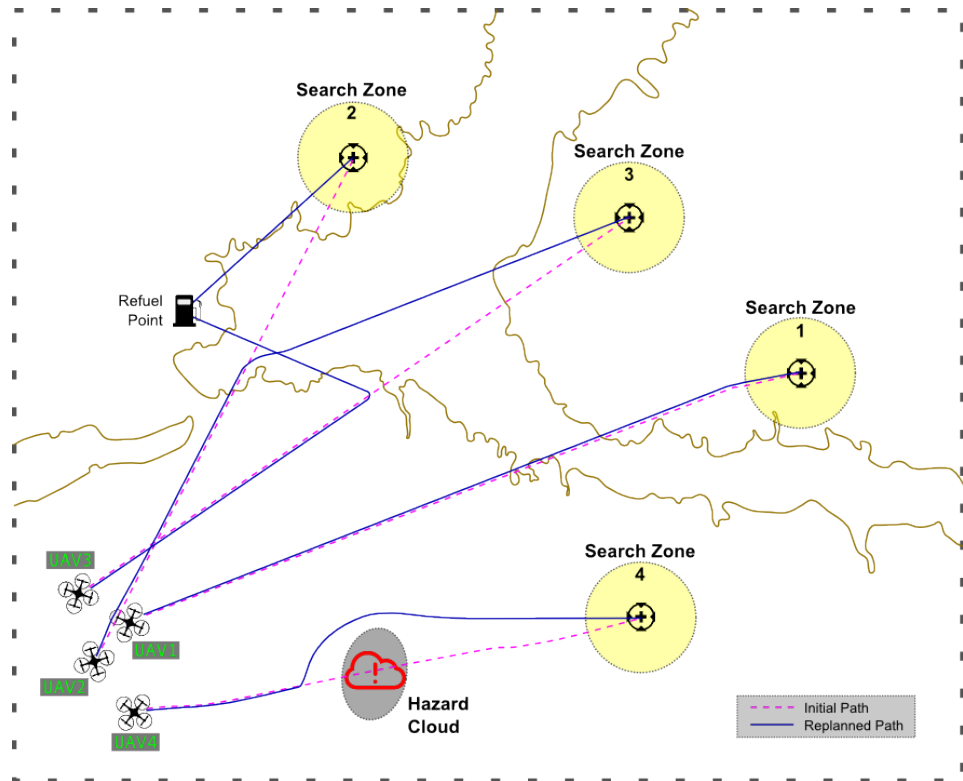 Search Zone
2
Search Zone
3
Refuel
Point
Search Zone
1
UAV3
Search Zone
4
UAV1
UAV2
Hazard
Cloud
UAV4
Initial Path
Replanned Path